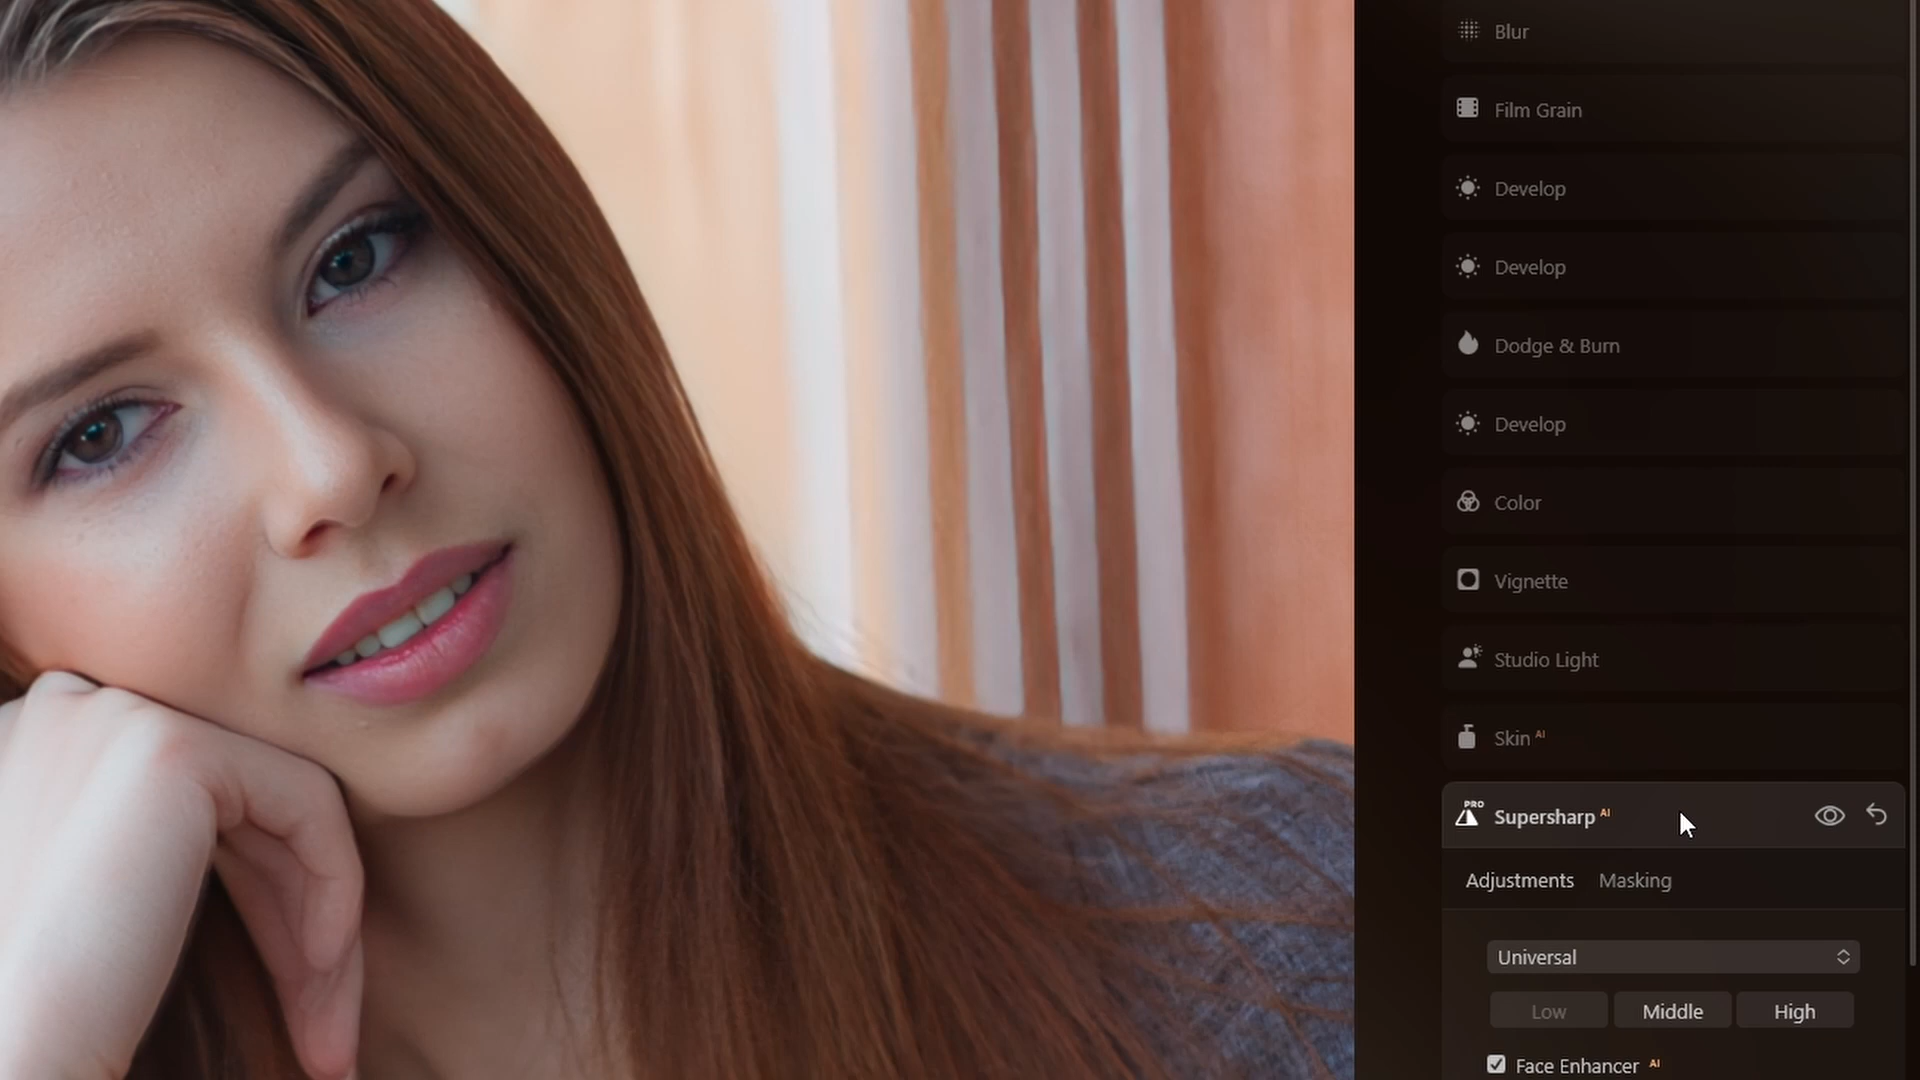 Blur
Film Grain
Develop
Develop
Dodge & Burn
Develop
Color
Vignette
Studio Light
Skin AI
PRO
Supersharp AI
Adjustments Masking
Universal
Low Middle High
Face Enhancer AI